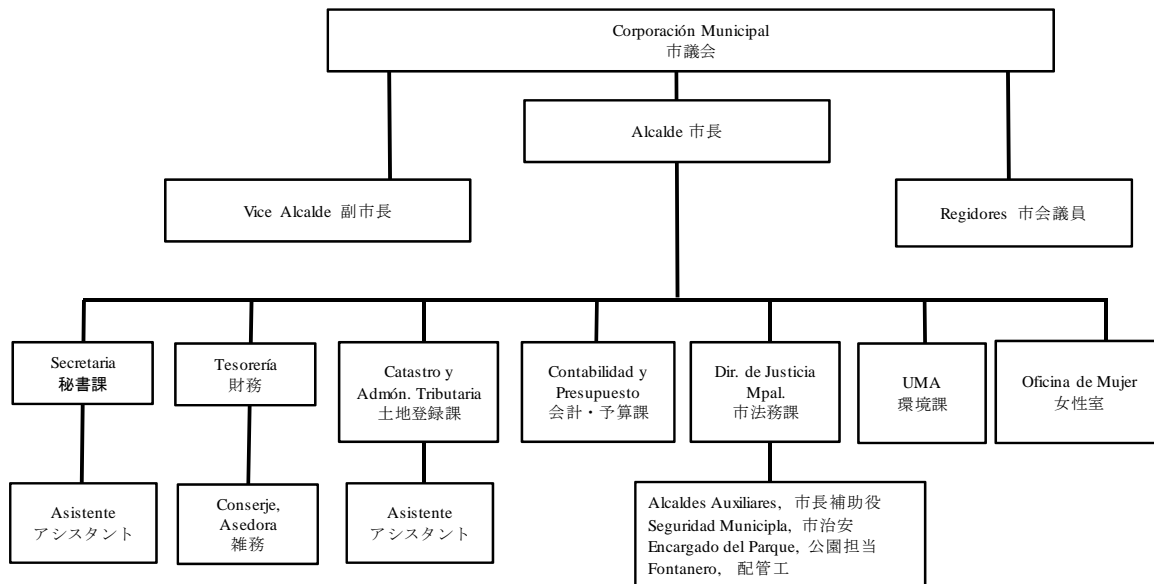 Corporación Municipal
市議会
Alcalde 市長
Vice Alcalde 副市長
Regidores 市会議員
Secretaria
秘書課
Tesorería
財務
Catastro y
Admón. Tributaria
土地登録課
Contabilidad y
Presupuesto
会計・予算課
Dir. de Justicia
Mpal.
市法務課
UMA
環境課
Oficina de Mujer
女性室
Asistente
アシスタント
Conserje,
Asedora
雑務
Asistente
アシスタント
Alcaldes Auxiliares, 市長補助役
Seguridad Municipla, 市治安
Encargado del Parque, 公園担当
Fontanero, 配管工